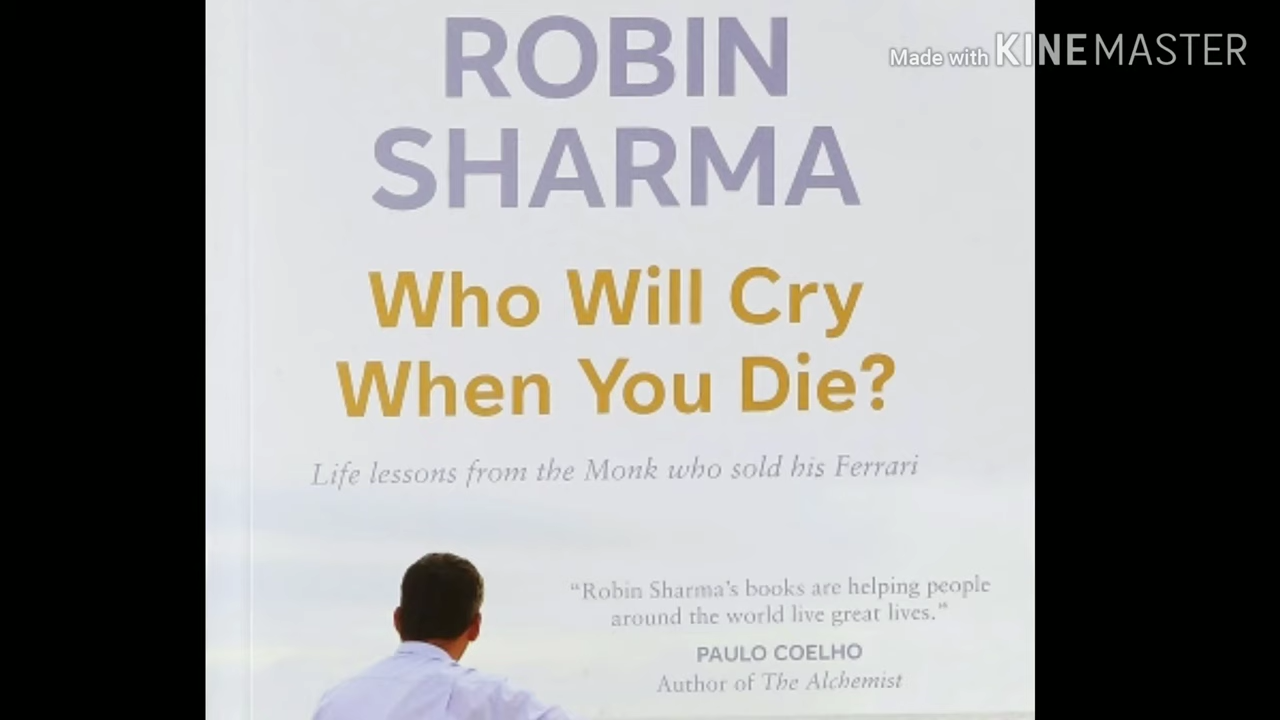 ROBIN
SHARMA
Made with KINEMASTER
Who Will Cry
When You Die?
Life lessons from the Monk who sold his Ferrari
“Robin Sharma’s books are helping people
around the world live great lives.”
PAULO COELHO
Author of The Alchemist